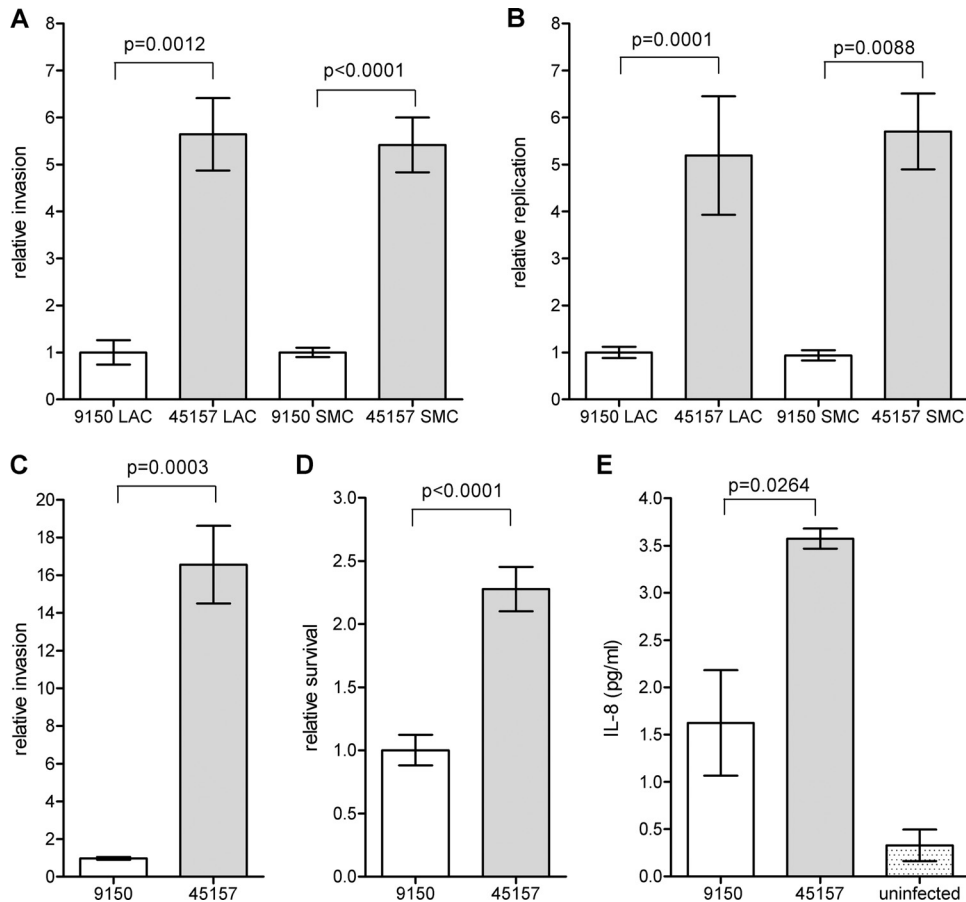 A
p=0.0012
p<0.0001
relative invasion
8
7
6
5
4
3
2
1
0
9150 LAC 45157 LAC 9150 SMC 45157 SMC
B
p=0.0001
p=0.0088
relative replication
8
7
6
5
4
3
2
1
0
9150 LAC 45157 LAC 9150 SMC 45157 SMC
C
p=0.0003
relative invasion
20
18
16
14
12
10
8
6
4
2
0
9150 45157
D
p<0.0001
relative survival
3.0
2.5
2.0
1.5
1.0
0.5
0.0
9150 45157
E
p=0.0264
IL-8 (pg/ml)
4.0
3.5
3.0
2.5
2.0
1.5
1.0
0.5
0.0
9150 45157 uninfected